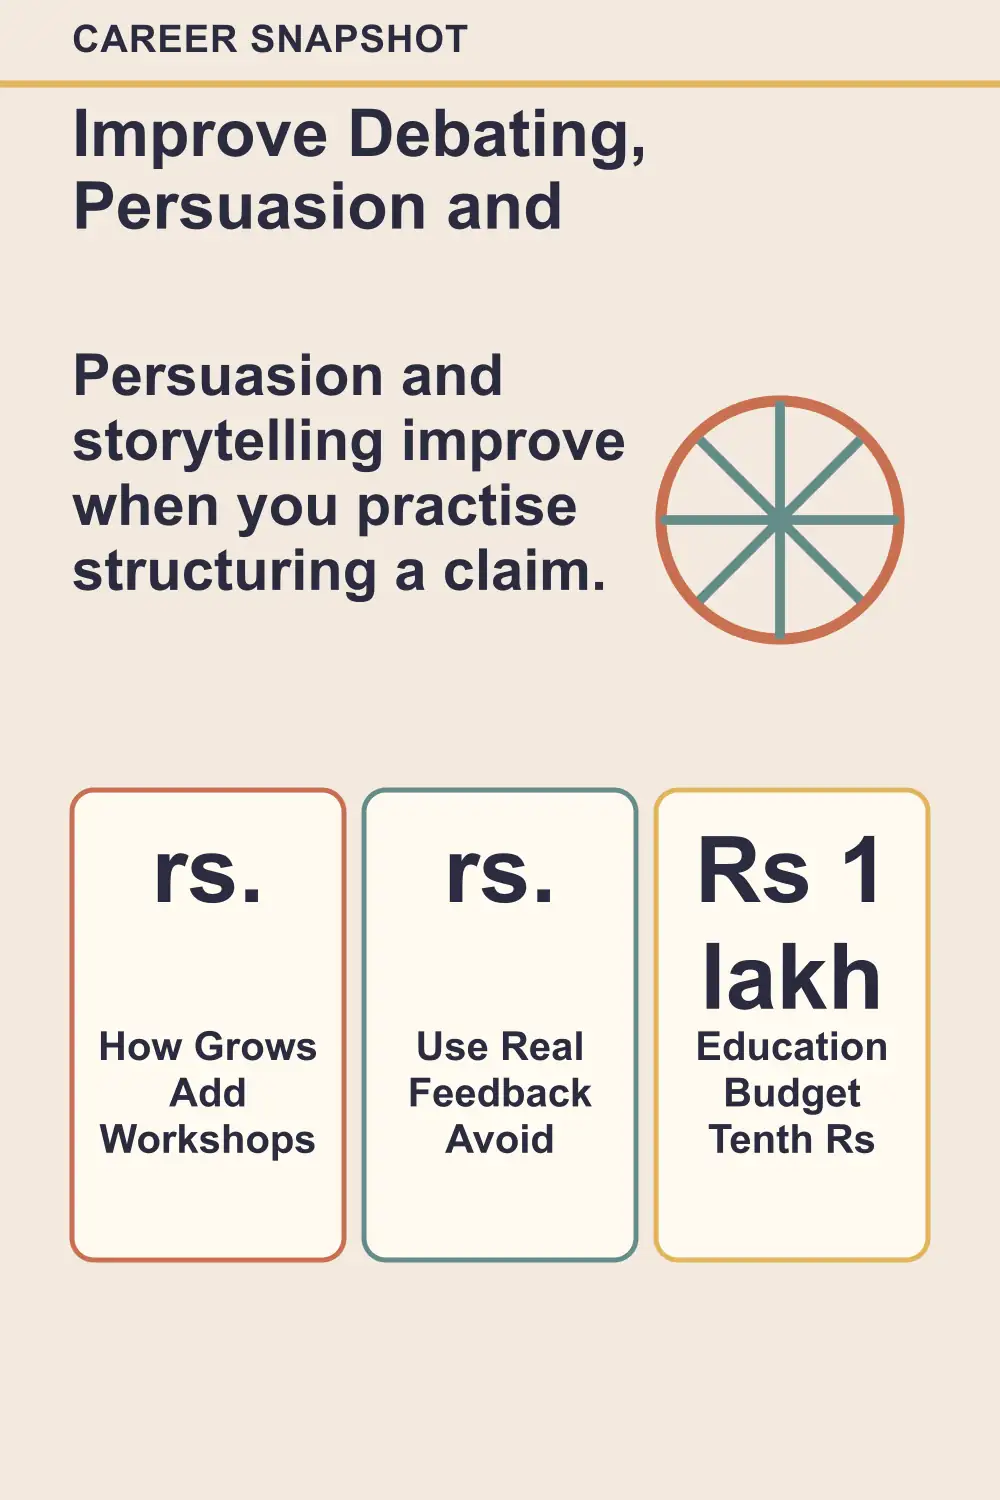 CAREER SNAPSHOT
Improve Debating,
Persuasion and
Persuasion and
storytelling improve
when you practise
structuring a claim.
rs.
How Grows
Add
Workshops
rs.
Use Real
Feedback
Avoid
Rs 1
lakh
Education
Budget
Tenth Rs